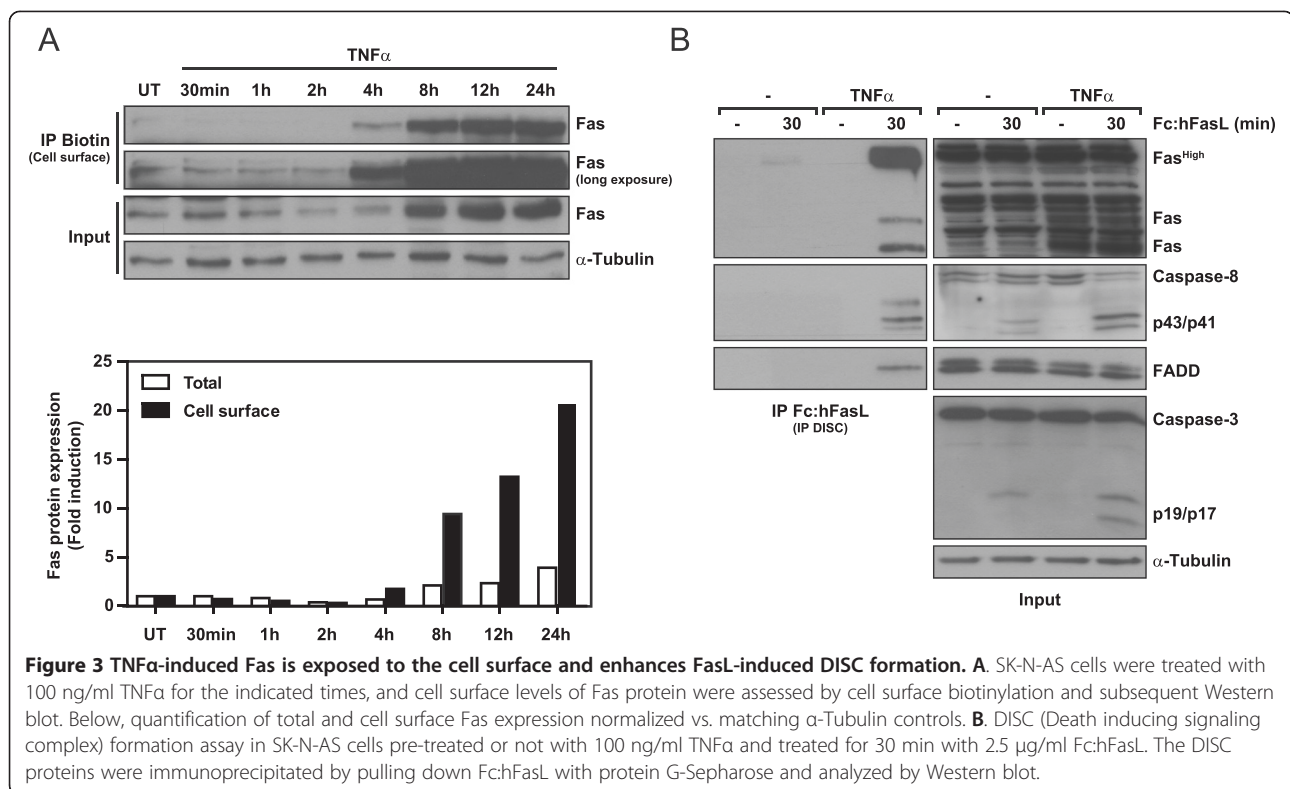 A
TNFα
UT 30min 1h 2h 4h 8h 12h 24h
IP Biotin
(Cell surface)
Fas
Fas
(long exposure)
Input
Fas
α-Tubulin
25
20
15
10
5
0
Fas protein expression
(Fold induction)
Total
Cell surface
UT 30min 1h 2h 4h 8h 12h 24h
B
- TNFα - TNFα
- 30 - 30 - 30 - 30 Fc:hFasL (min)
FasHigh
Fas
Fas
Caspase-8
p43/p41
FADD
IP Fc:hFasL
(IP DISC)
Caspase-3
p19/p17
α-Tubulin
Input
Figure 3 TNFα-induced Fas is exposed to the cell surface and enhances FasL-induced DISC formation. A. SK-N-AS cells were treated with
100 ng/ml TNFα for the indicated times, and cell surface levels of Fas protein were assessed by cell surface biotinylation and subsequent Western
blot. Below, quantification of total and cell surface Fas expression normalized vs. matching α-Tubulin controls. B. DISC (Death inducing signaling
complex) formation assay in SK-N-AS cells pre-treated or not with 100 ng/ml TNFα and treated for 30 min with 2.5 μg/ml Fc:hFasL. The DISC
proteins were immunoprecipitated by pulling down Fc:hFasL with protein G-Sepharose and analyzed by Western blot.